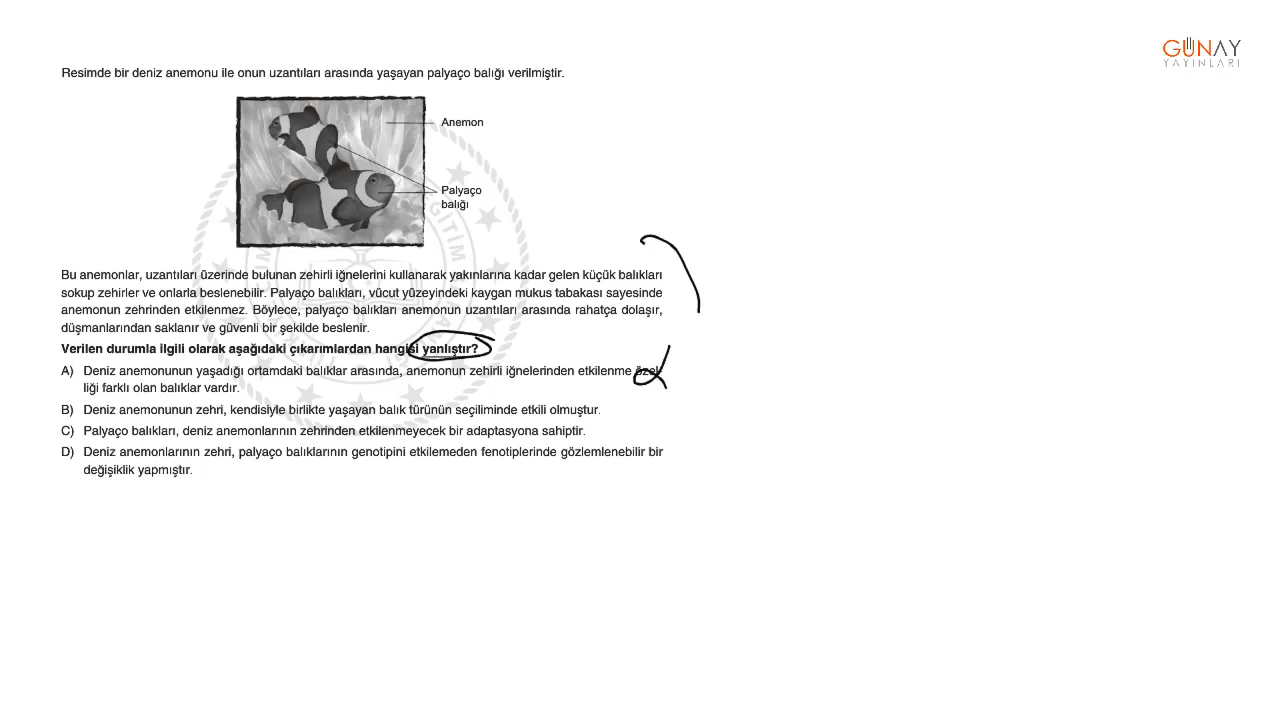 GÜNAY
YAYINLARI
Resimde bir deniz anemonu ile onun uzantıları arasında yaşayan palyaço balığı verilmiştir.
Anemon
Palyaço
balığı
Bu anemonlar, uzantıları üzerinde bulunan zehirli iğnelerini kullanarak yakınlarına kadar gelen küçük balıkları
sokup zehirler ve onlarla beslenebilir. Palyaço balıkları, vücut yüzeyindeki kaygan mukus tabakası sayesinde
anemonun zehrinden etkilenmez. Böylece, palyaço balıkları anemonun uzantıları arasında rahatça dolaşır,
düşmanlarından saklanır ve güvenli bir şekilde beslenir.
Verilen durumla ilgili olarak aşağıdaki çıkarımlardan hangisi yanlıştır?
A) Deniz anemonunun yaşadığı ortamdaki balıklar arasında, anemonun zehirli iğnelerinden etkilenme özel-
liği farklı olan balıklar vardır.
B) Deniz anemonunun zehri, kendisiyle birlikte yaşayan balık türünün seçiliminde etkili olmuştur.
C) Palyaço balıkları, deniz anemonlarının zehrinden etkilenmeyecek bir adaptasyona sahiptir.
D) Deniz anemonlarının zehri, palyaço balıklarının genotipini etkilemeden fenotiplerinde gözlemlenebilir bir
değişiklik yapmıştır.